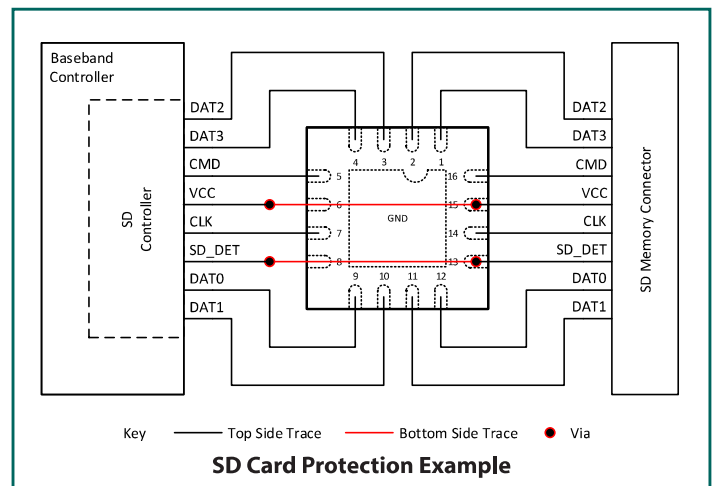 Baseband
Controller
SD
Controller
DAT2
DAT3
CMD
VCC
CLK
SD_DET
DAT0
DAT1
4
3
2
1
5
6
7
8
16
15
14
13
GND
9
10
11
12
DAT2
DAT3
CMD
VCC
CLK
SD_DET
DAT0
DAT1
SD Memory Connector
Key
Top Side Trace
Bottom Side Trace
Via
SD Card Protection Example